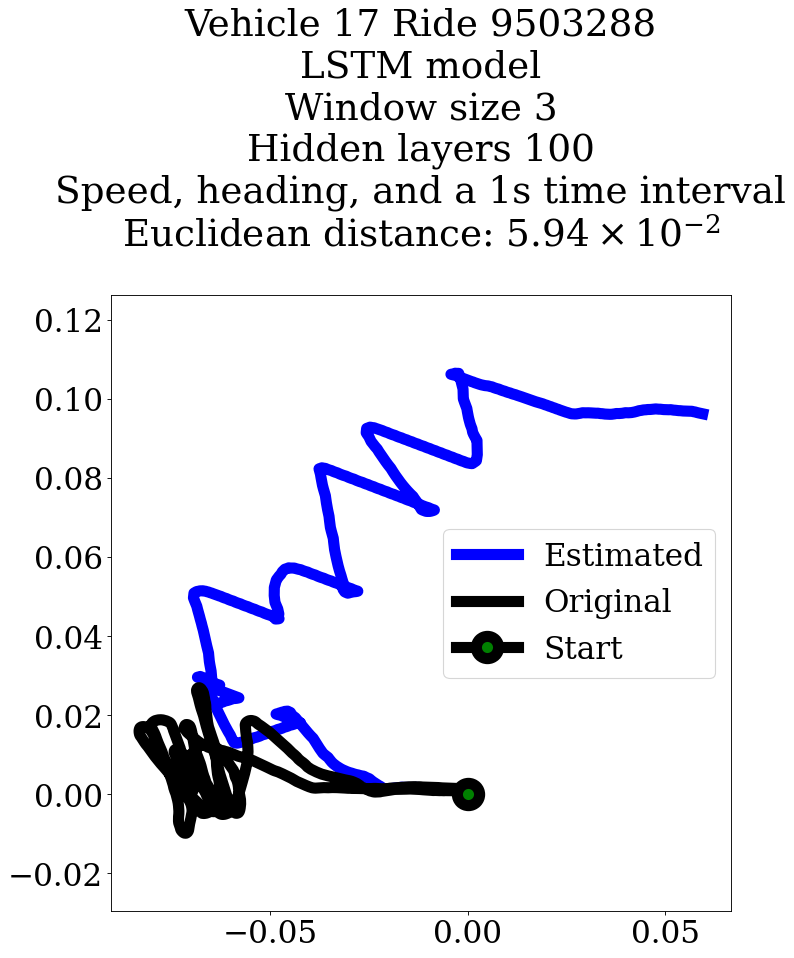 Vehicle 17 Ride 9503288
LSTM model
Window size 3
Hidden layers 100
Speed, heading, and a 1s time interval
Euclidean distance: 5.94 × 10⁻²
0.12
0.10
0.08
0.06
0.04
0.02
0.00
−0.02
Estimated
Original
Start
−0.05
0.00
0.05